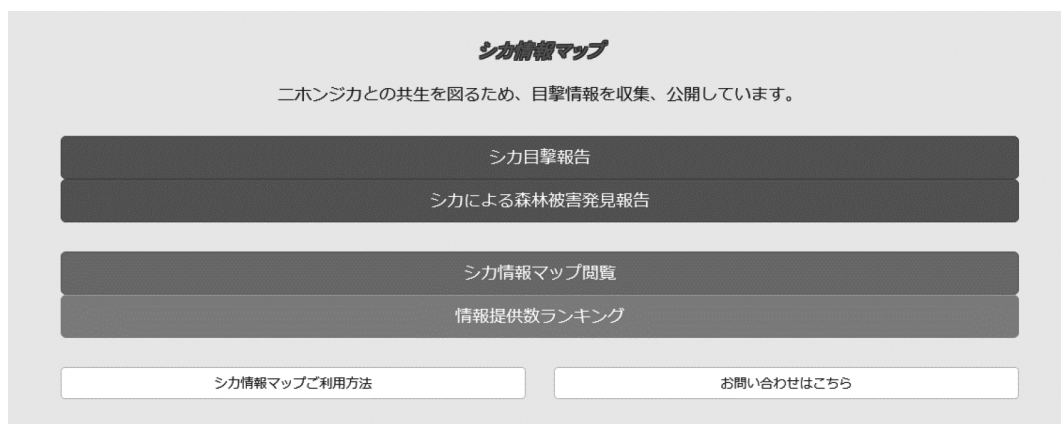 シカ情報マップ
ニホンジカとの共生を図るため、目撃情報を収集、公開しています。
シカ目撃報告
シカによる森林被害発見報告
シカ情報マップ閲覧
情報提供数ランキング
シカ情報マップご利用方法
お問い合わせはこちら